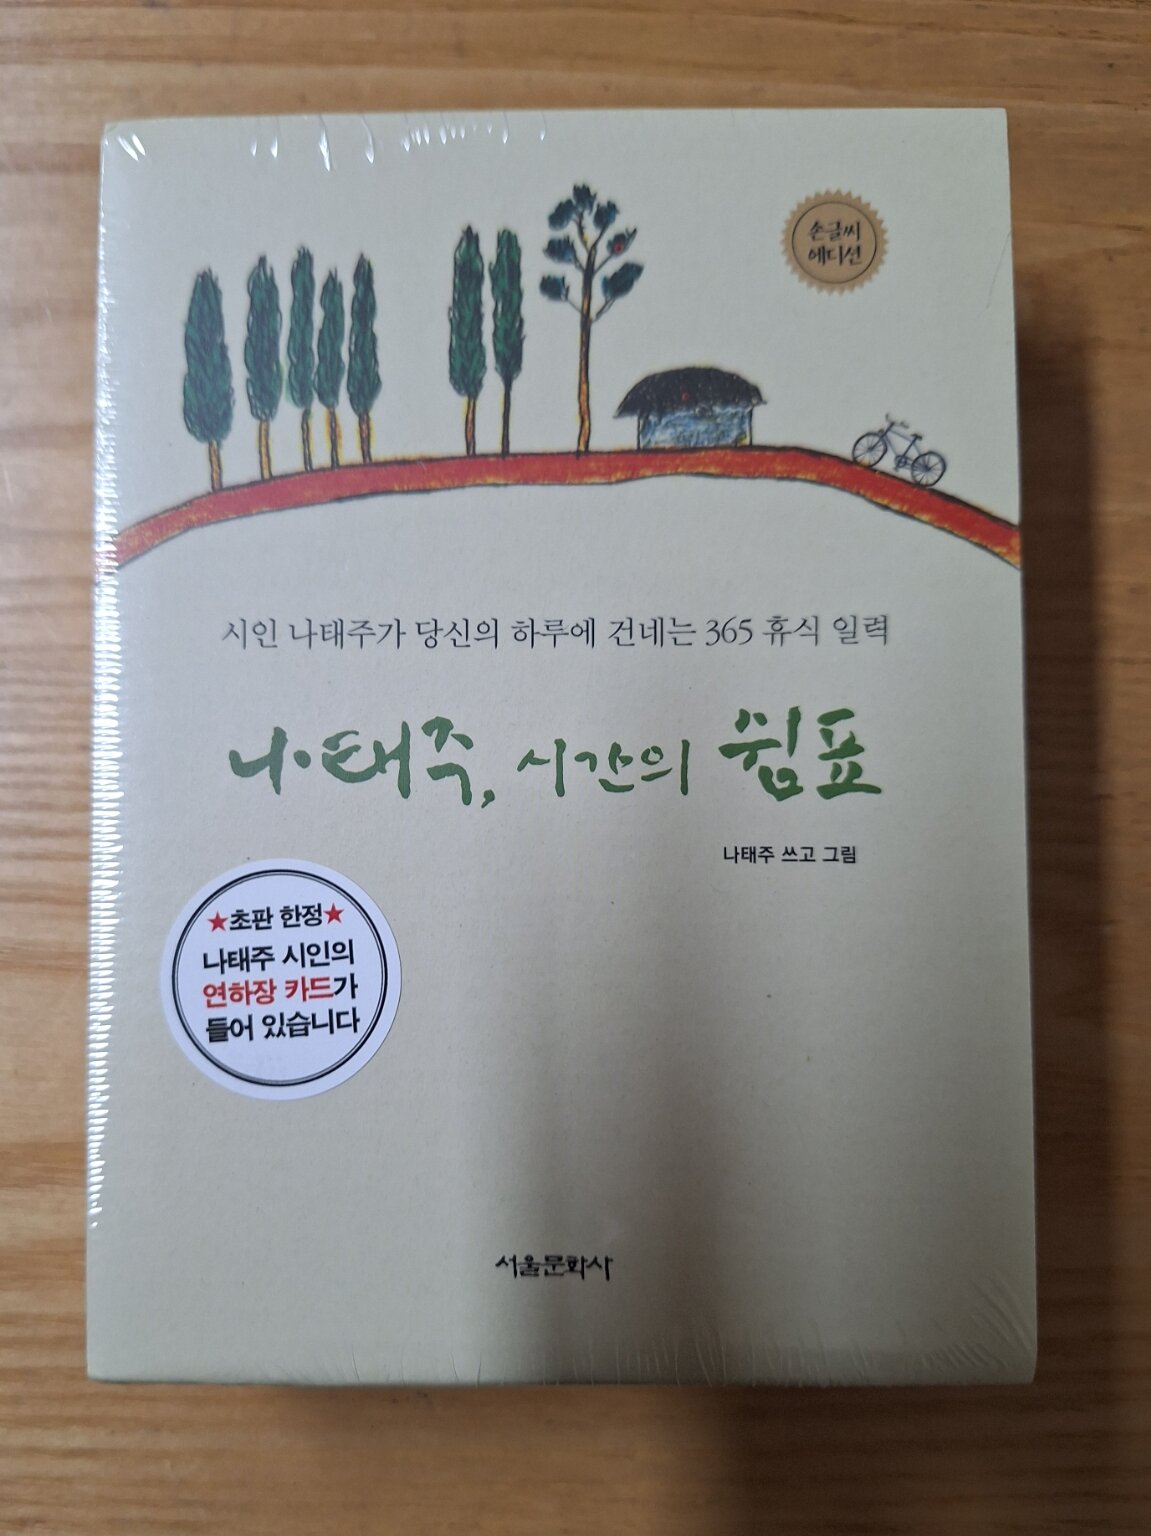 손글씨
에디션
시인 나태주가 당신의 하루에 건네는 365 휴식 일력
나태주, 시간의 쉼표
나태주 쓰고 그림
★초판 한정★
나태주 시인의
연하장 카드가
들어 있습니다
서울문화사